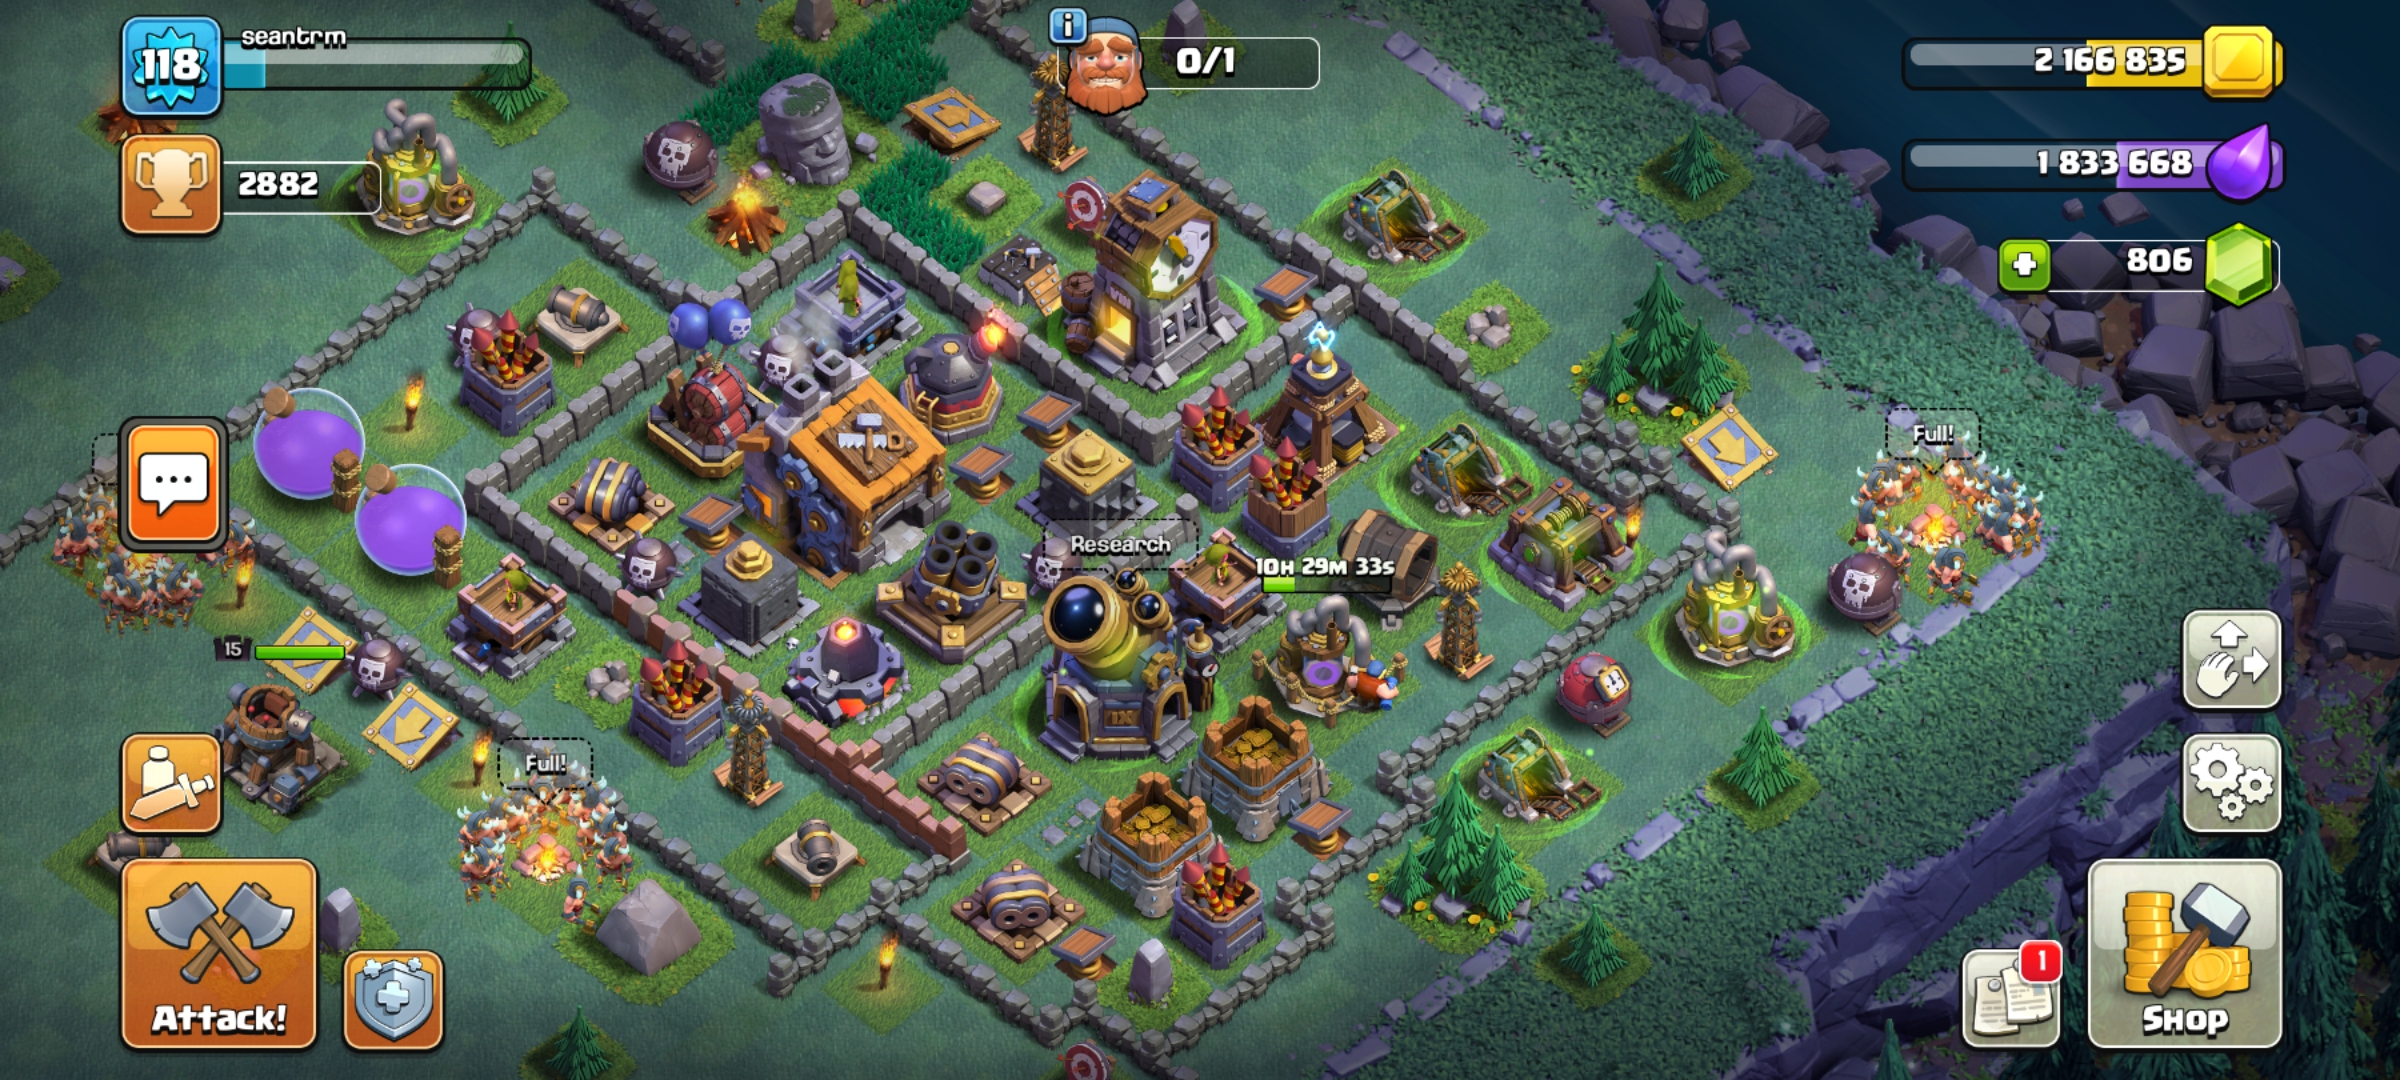 118
seantrm
0/1
2 166 835
2882
1 833 668
806
Full!
Research
10H 29M 33s
15
Full!
1
Attack!
Shop